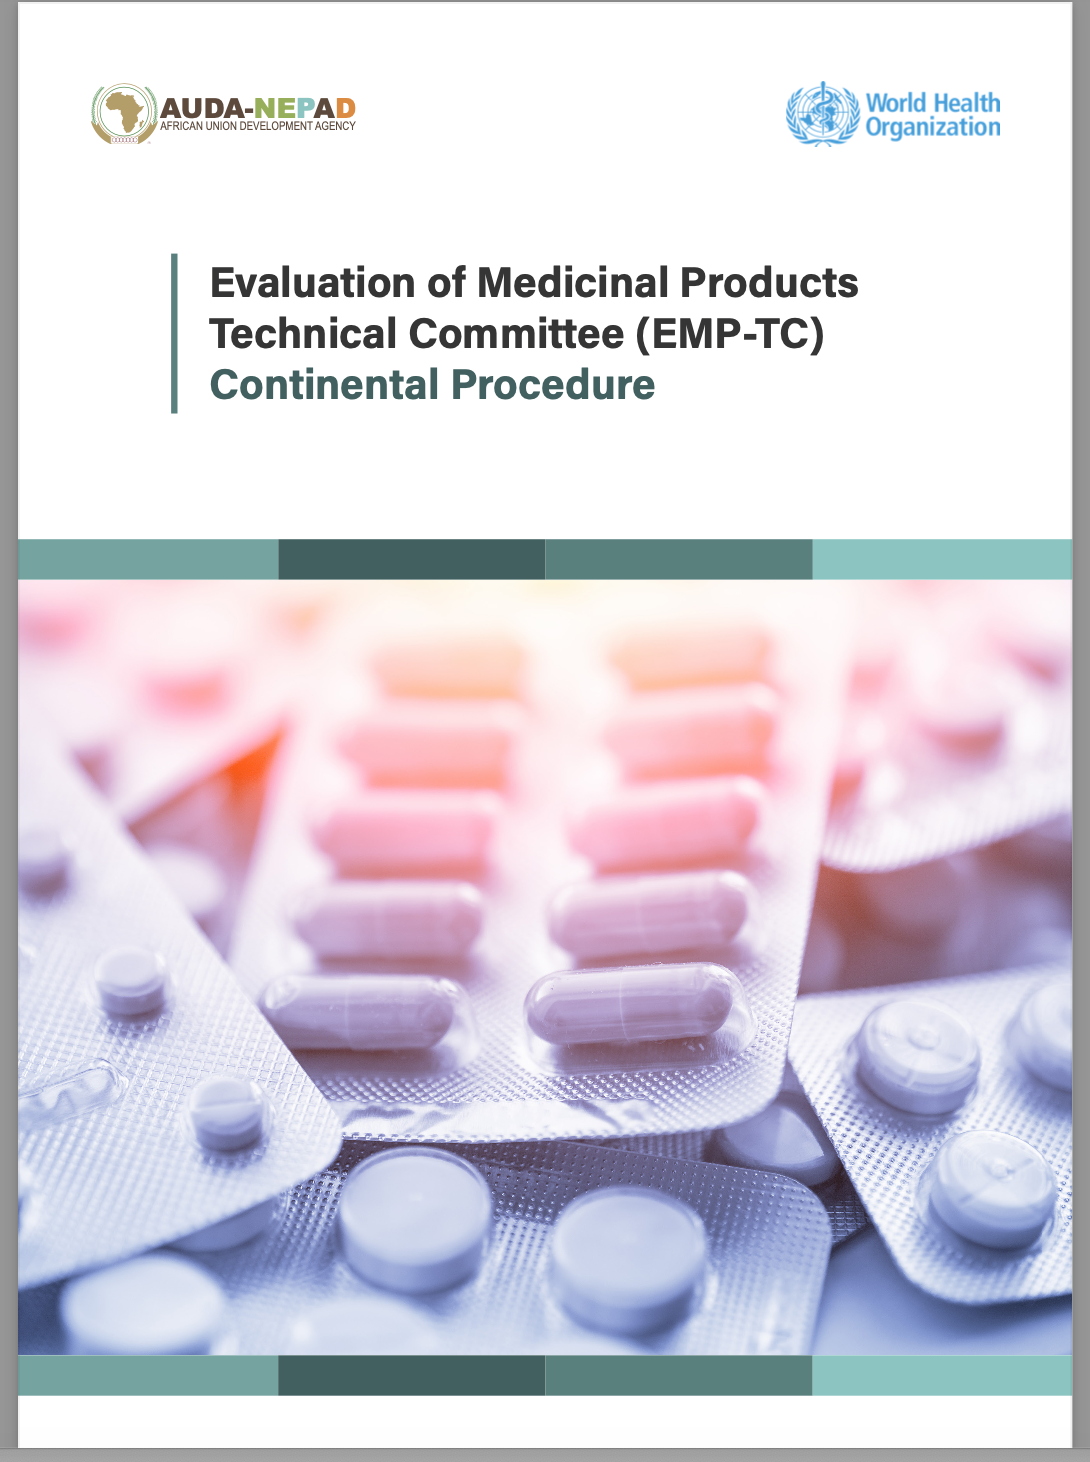 AUDA-NEPAD
AFRICAN UNION DEVELOPMENT AGENCY
World Health
Organization
Evaluation of Medicinal Products
Technical Committee (EMP-TC)
Continental Procedure